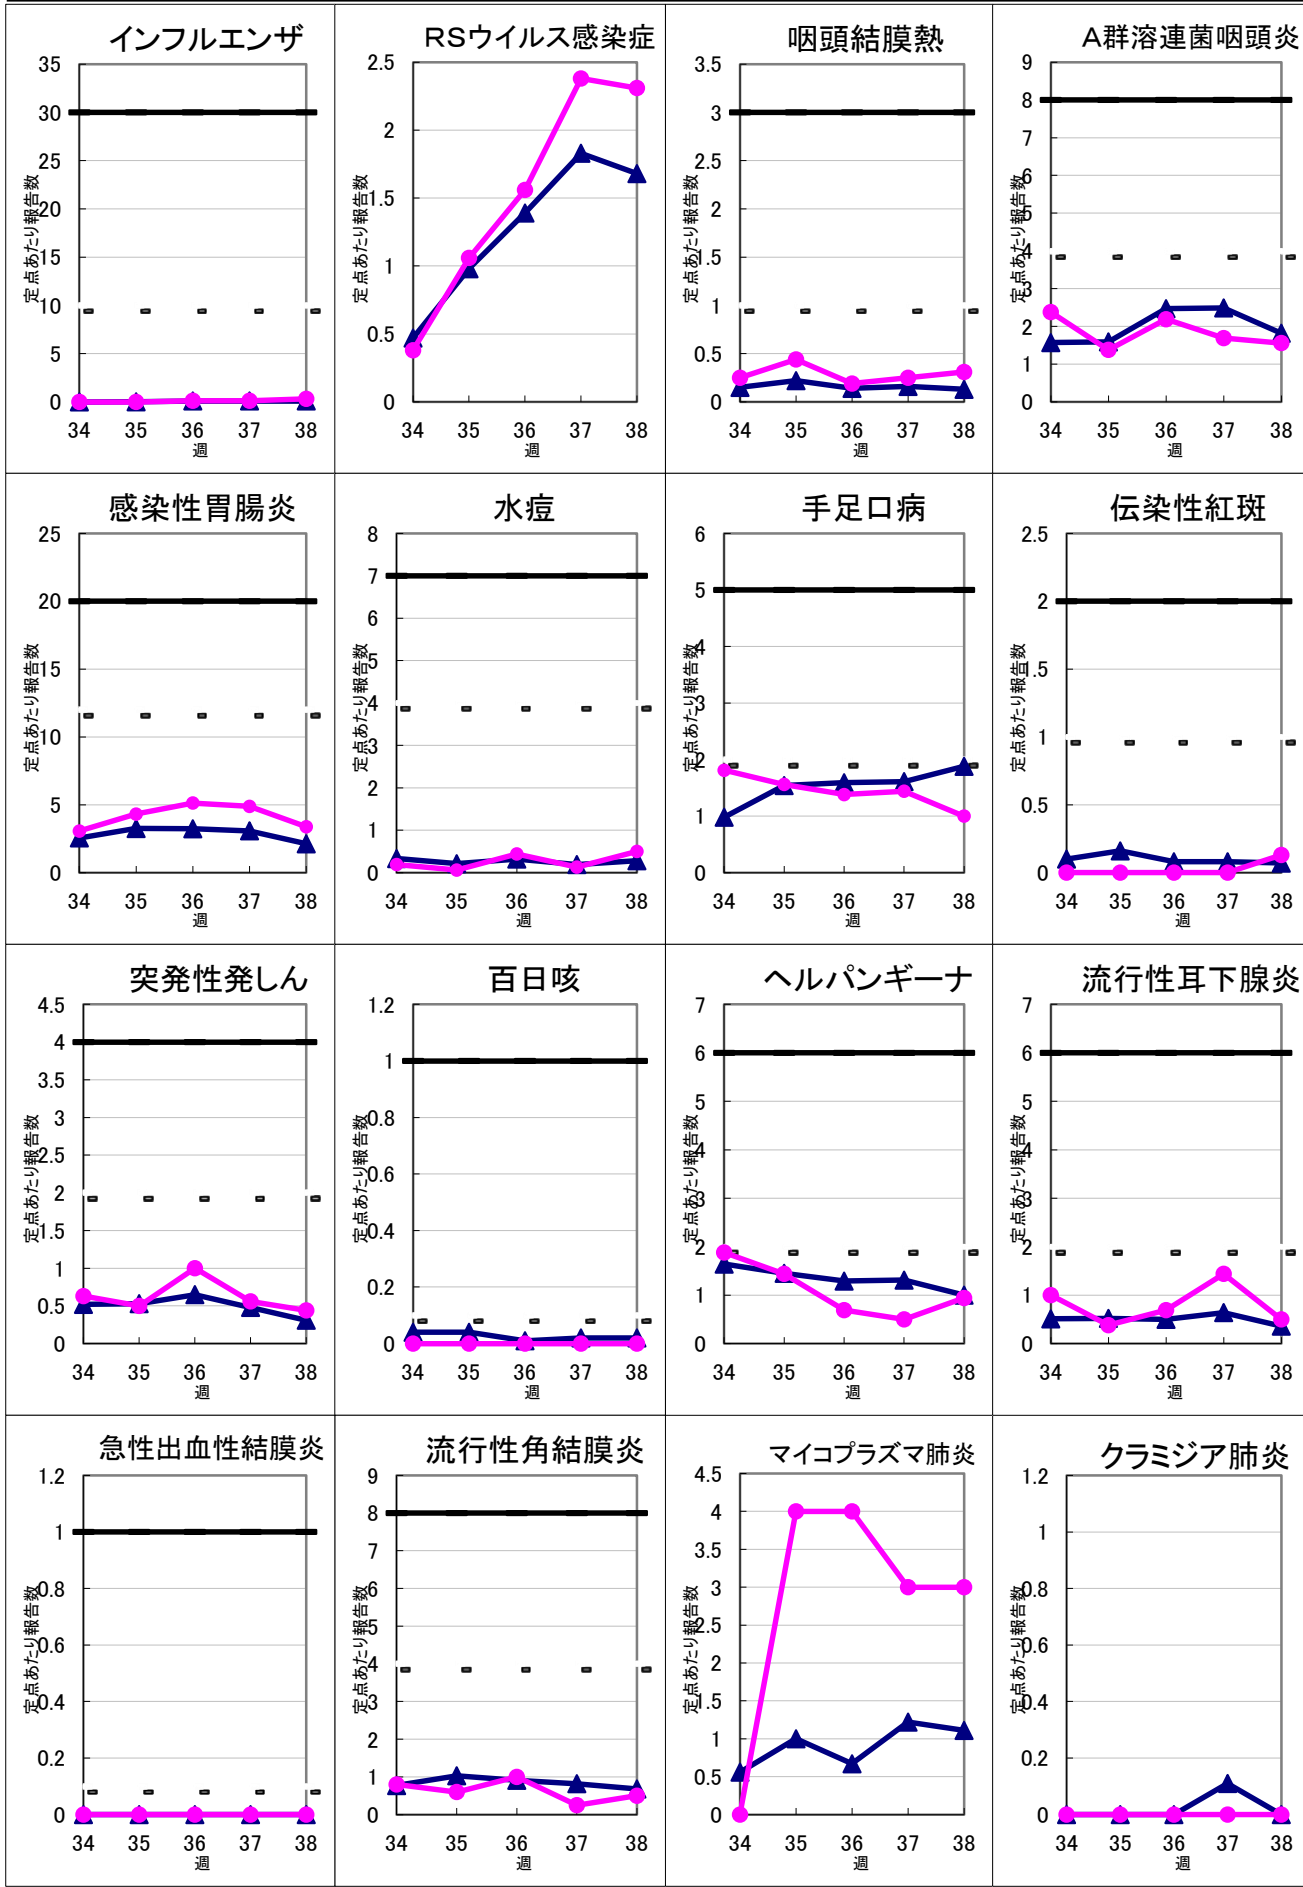 インフルエンザ
35
30
25
20
15
10
5
0
定点あたり報告数
34 35 36 37 38
週
RSウイルス感染症
2.5
2
1.5
1
0.5
0
定点あたり報告数
34 35 36 37 38
週
咽頭結膜熱
3.5
3
2.5
2
1.5
1
0.5
0
定点あたり報告数
34 35 36 37 38
週
A群溶連菌咽頭炎
9
8
7
6
5
4
3
2
1
0
定点あたり報告数
34 35 36 37 38
週
感染性胃腸炎
25
20
15
10
5
0
定点あたり報告数
34 35 36 37 38
週
水痘
8
7
6
5
4
3
2
1
0
定点あたり報告数
34 35 36 37 38
週
手足口病
6
5
4
3
2
1
0
定点あたり報告数
34 35 36 37 38
週
伝染性紅斑
2.5
2
1.5
1
0.5
0
定点あたり報告数
34 35 36 37 38
週
突発性発しん
4.5
4
3.5
3
2.5
2
1.5
1
0.5
0
定点あたり報告数
34 35 36 37 38
週
百日咳
1.2
1
0.8
0.6
0.4
0.2
0
定点あたり報告数
34 35 36 37 38
週
ヘルパンギーナ
7
6
5
4
3
2
1
0
定点あたり報告数
34 35 36 37 38
週
流行性耳下腺炎
7
6
5
4
3
2
1
0
定点あたり報告数
34 35 36 37 38
週
急性出血性結膜炎
1.2
1
0.8
0.6
0.4
0.2
0
定点あたり報告数
34 35 36 37 38
週
流行性角結膜炎
9
8
7
6
5
4
3
2
1
0
定点あたり報告数
34 35 36 37 38
週
マイコプラズマ肺炎
4.5
4
3.5
3
2.5
2
1.5
1
0.5
0
定点あたり報告数
34 35 36 37 38
週
クラミジア肺炎
1.2
1
0.8
0.6
0.4
0.2
0
定点あたり報告数
34 35 36 37 38
週